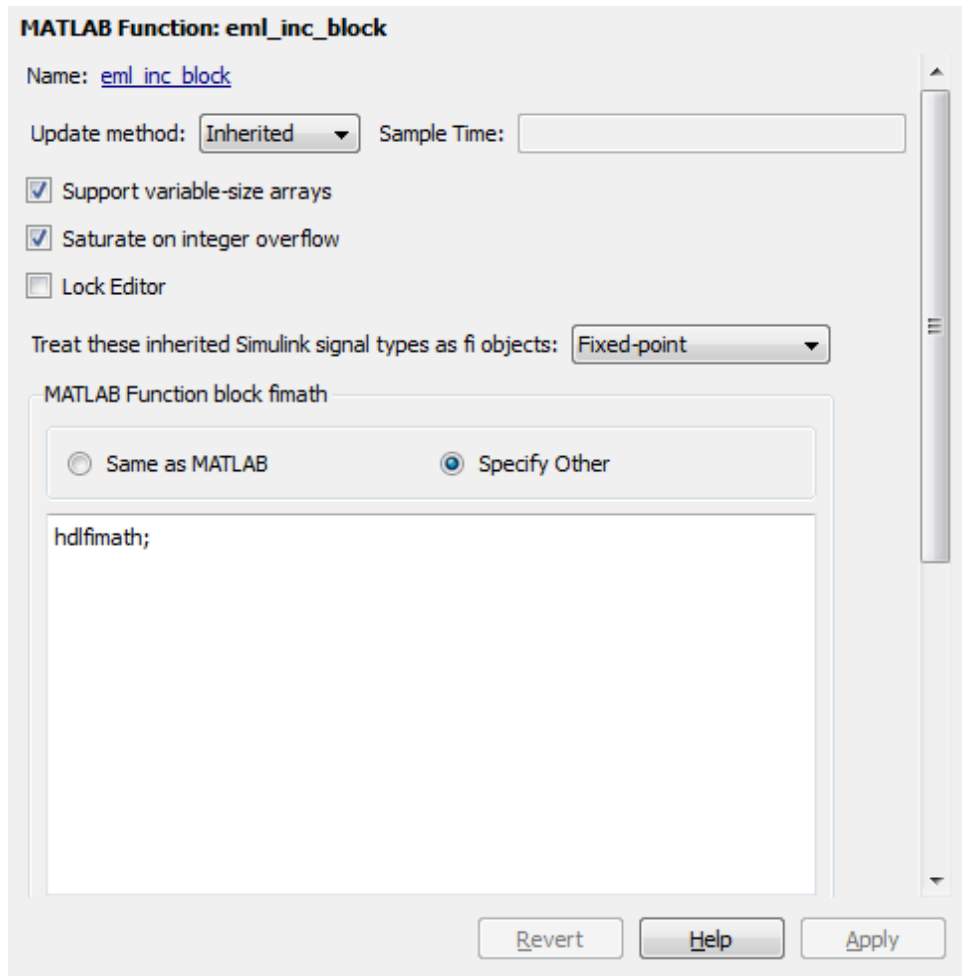 MATLAB Function: eml_inc_block
Name: eml_inc_block
Update method: Inherited Sample Time:
Support variable-size arrays
Saturate on integer overflow
Lock Editor
Treat these inherited Simulink signal types as fi objects: Fixed-point
MATLAB Function block fimath
Same as MATLAB Specify Other
hdlfimath;
Revert Help Apply